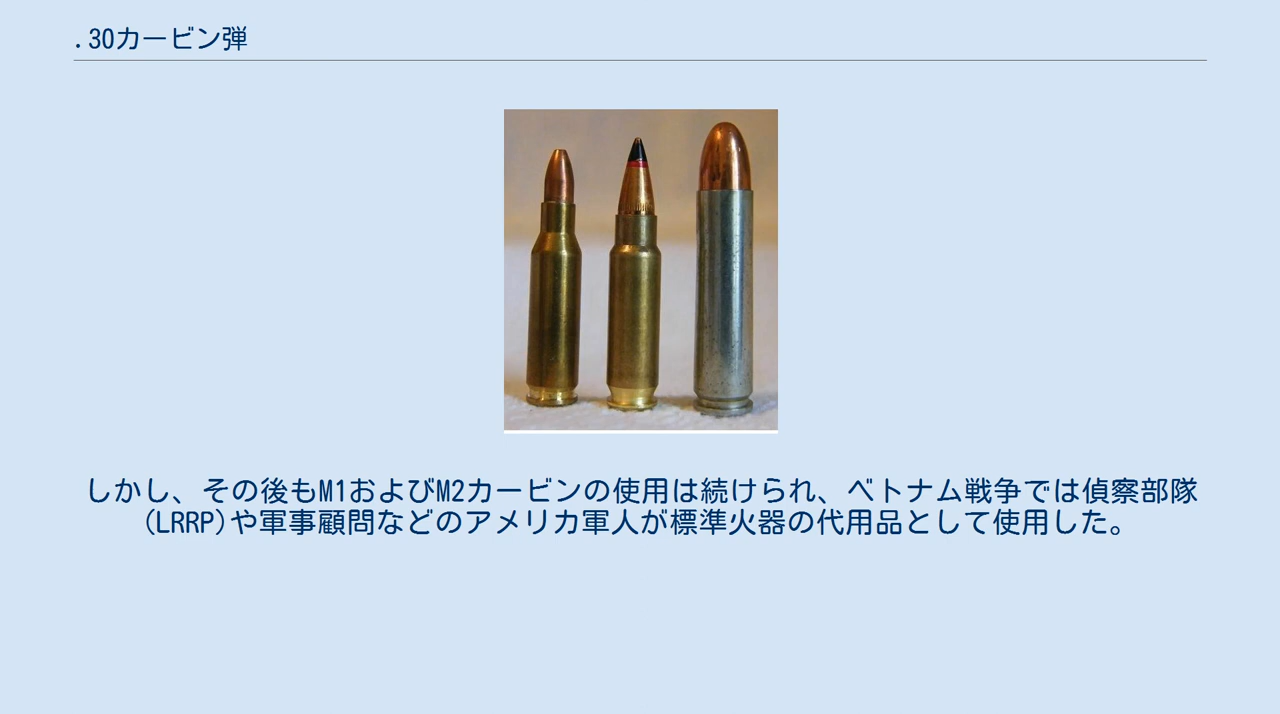 .30カービン弾
しかし、その後もM1およびM2カービンの使用は続けられ、ベトナム戦争では偵察部隊
(LRRP)や軍事顧問などのアメリカ軍人が標準火器の代用品として使用した。